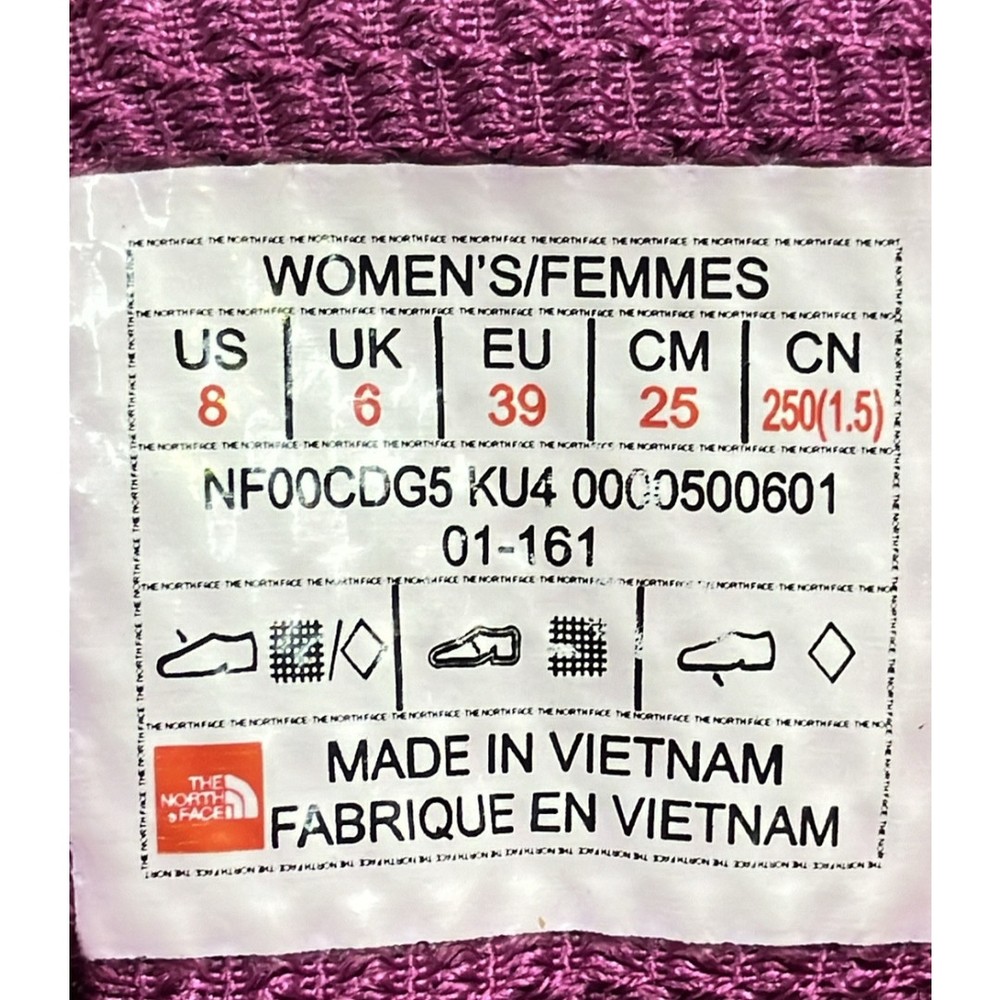 WOMEN'S/FEMMES
US UK EU CM CN
8 6 39 25 250(1.5)
NF00CDG5 KU4 0000500601
01-161
MADE IN VIETNAM
FABRIQUE EN VIETNAM
THE
NORTH
FACE